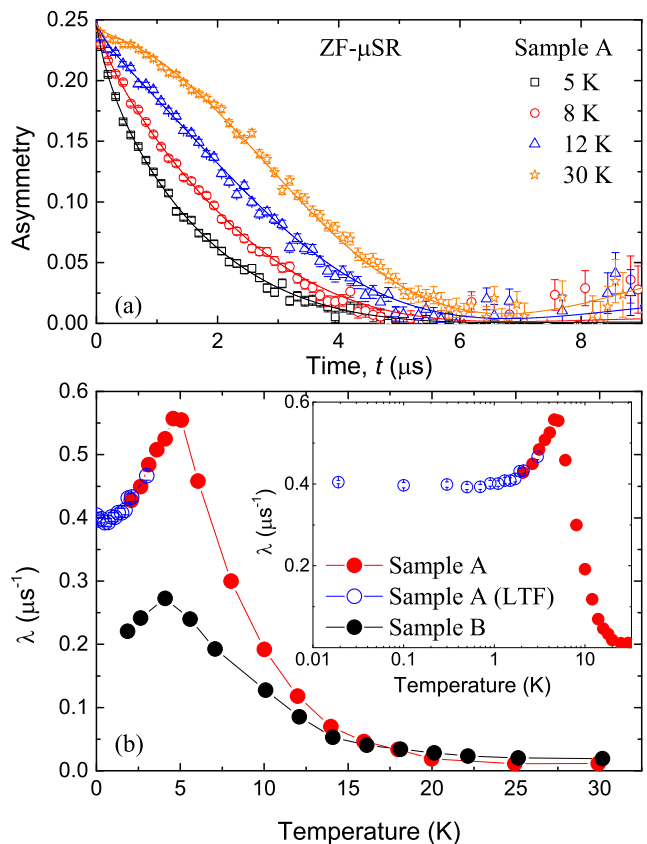 ZF-μSR
Sample A
5 K
8 K
12 K
30 K
0.25
0.20
0.15
0.10
0.05
0.00
Asymmetry
(a)
0 2 4 6 8
Time, t (μs)
0.6
0.5
0.4
0.3
0.2
0.1
0.0
λ (μs⁻¹)
(b)
0 5 10 15 20 25 30
Temperature (K)
0.6
0.4
0.2
λ (μs⁻¹)
Sample A
Sample A (LTF)
Sample B
0.01 0.1 1 10
Temperature (K)